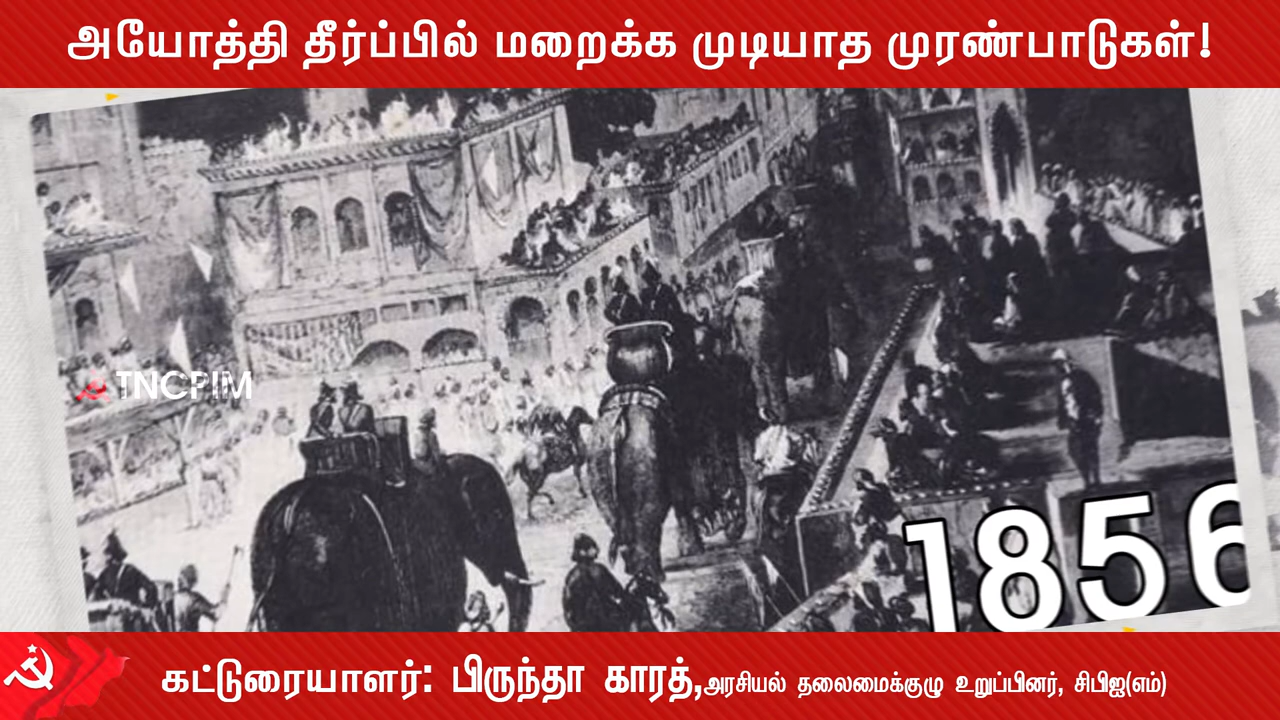 அயோத்தி தீர்ப்பில் மறைக்க முடியாத முரண்பாடுகள்!
TNCPIM
1856
கட்டுரையாளர்: பிருந்தா காரத்,அரசியல் தலைமைக்குழு உறுப்பினர், சிபிஐ(எம்)